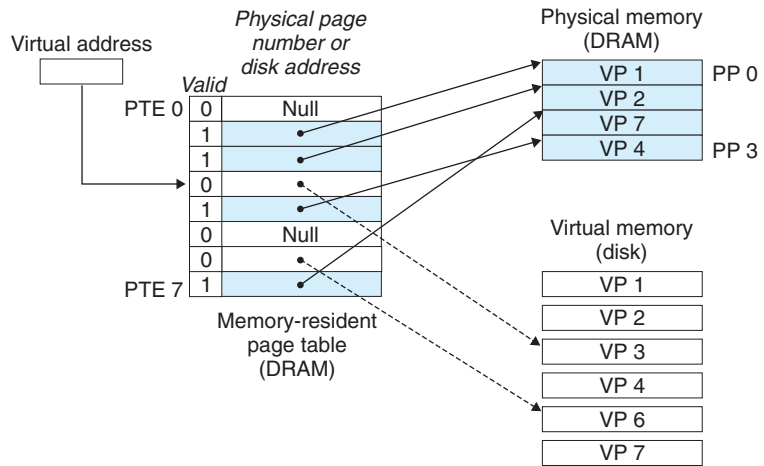 Virtual address
Physical page
number or
disk address
Valid
PTE 0 0 Null
1
1
0
1
0 Null
0
PTE 7 1
Memory-resident
page table
(DRAM)
Physical memory
(DRAM)
VP 1 PP 0
VP 2
VP 7
VP 4 PP 3
Virtual memory
(disk)
VP 1
VP 2
VP 3
VP 4
VP 6
VP 7